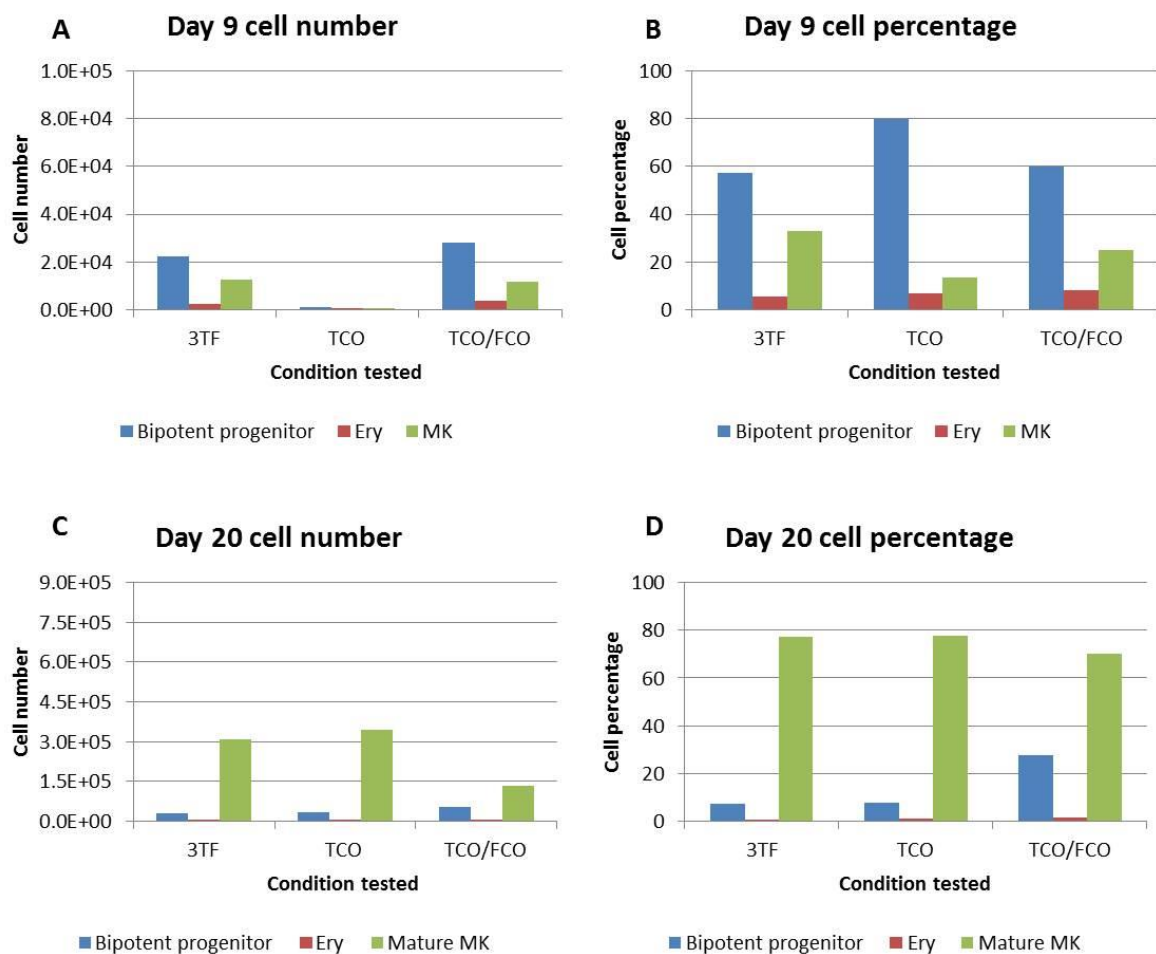 A Day 9 cell number
1.0E+05
8.0E+04
6.0E+04
4.0E+04
2.0E+04
0.0E+00
Cell number
3TF TCO TCO/FCO
Condition tested
Bipotent progenitor Ery MK
B Day 9 cell percentage
100
80
60
40
20
0
Cell percentage
3TF TCO TCO/FCO
Condition tested
Bipotent progenitor Ery MK
C Day 20 cell number
9.0E+05
7.5E+05
6.0E+05
4.5E+05
3.0E+05
1.5E+05
0.0E+00
Cell number
3TF TCO TCO/FCO
Condition tested
Bipotent progenitor Ery Mature MK
D Day 20 cell percentage
100
80
60
40
20
0
Cell percentage
3TF TCO TCO/FCO
Condition tested
Bipotent progenitor Ery Mature MK